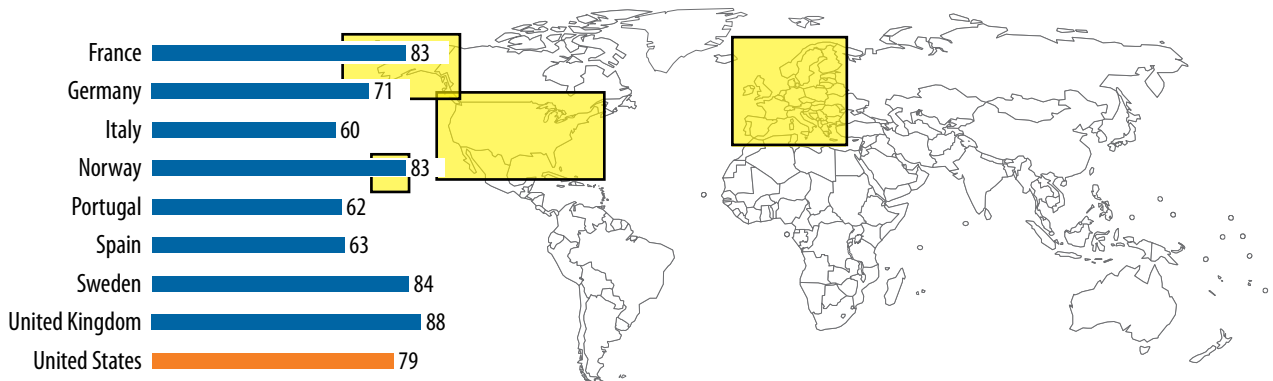 France 83
Germany 71
Italy 60
Norway 83
Portugal 62
Spain 63
Sweden 84
United Kingdom 88
United States 79